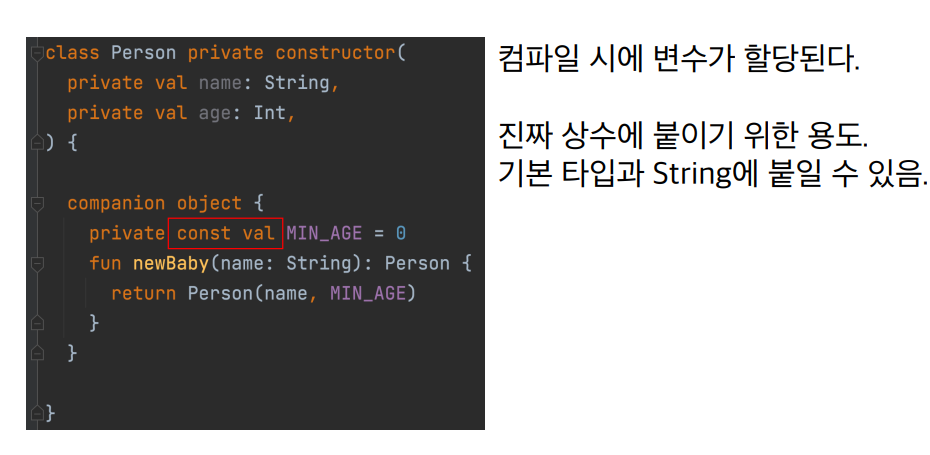 class Person private constructor(
  private val name: String,
  private val age: Int,
) {
  companion object {
    private const val MIN_AGE = 0
    fun newBaby(name: String): Person {
      return Person(name, MIN_AGE)
    }
  }
}
컴파일 시에 변수가 할당된다.
진짜 상수에 붙이기 위한 용도.
기본 타입과 String에 붙일 수 있음.